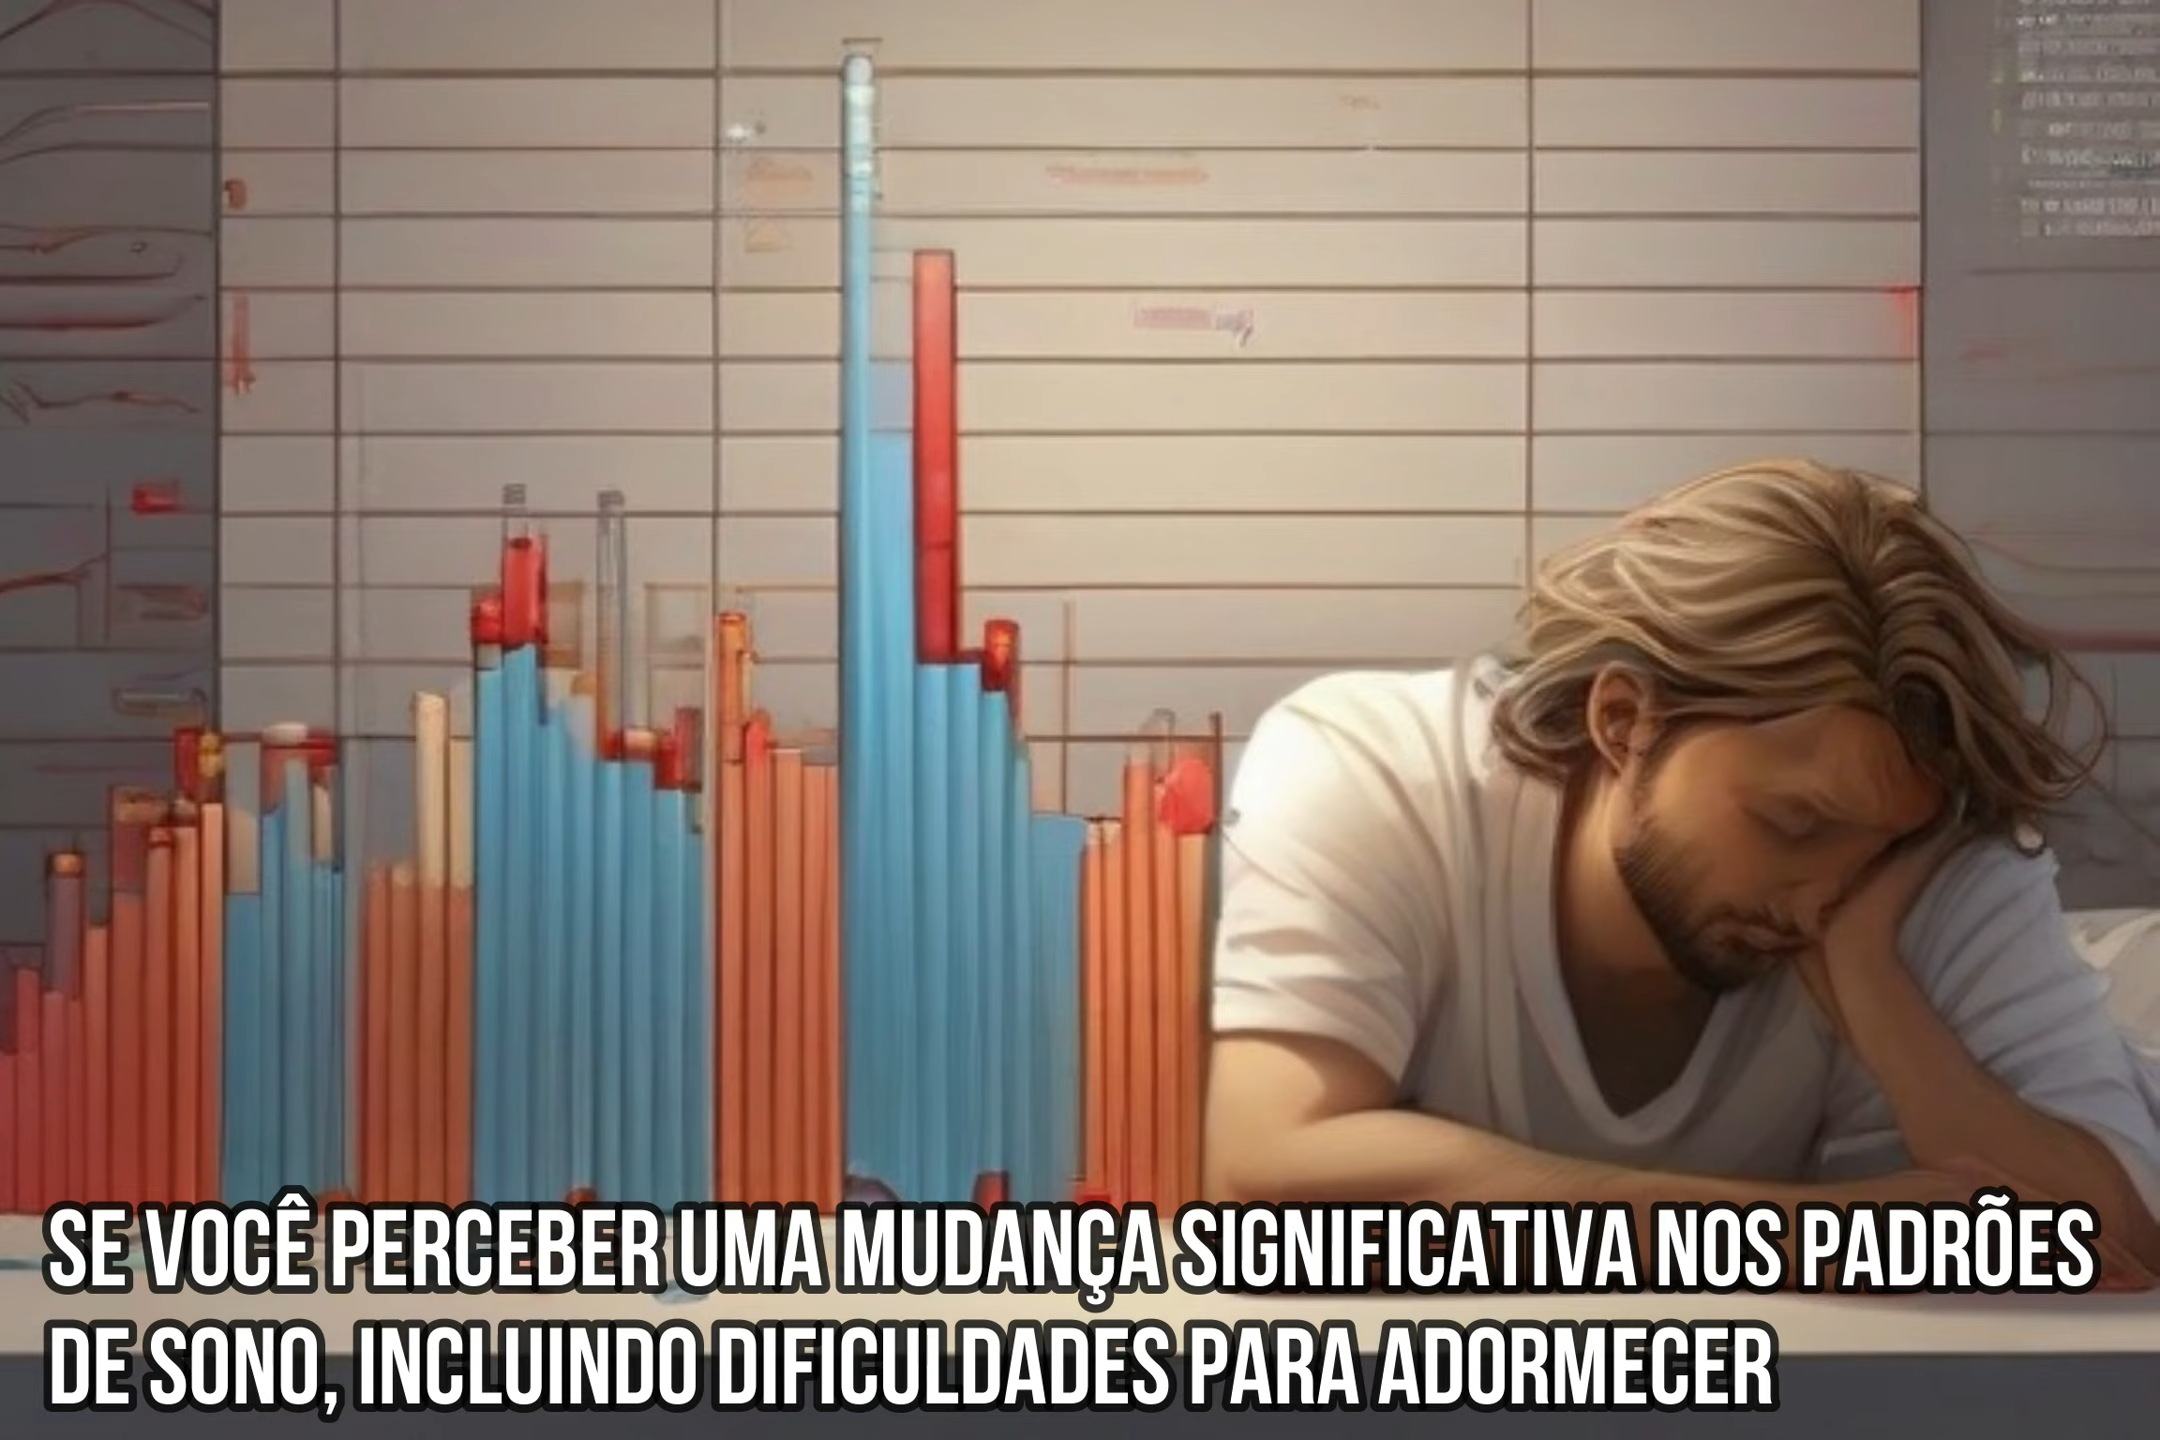 SE VOCÊ PERCEBER UMA MUDANÇA SIGNIFICATIVA NOS PADRÕES
DE SONO, INCLUINDO DIFICULDADES PARA ADORMECER